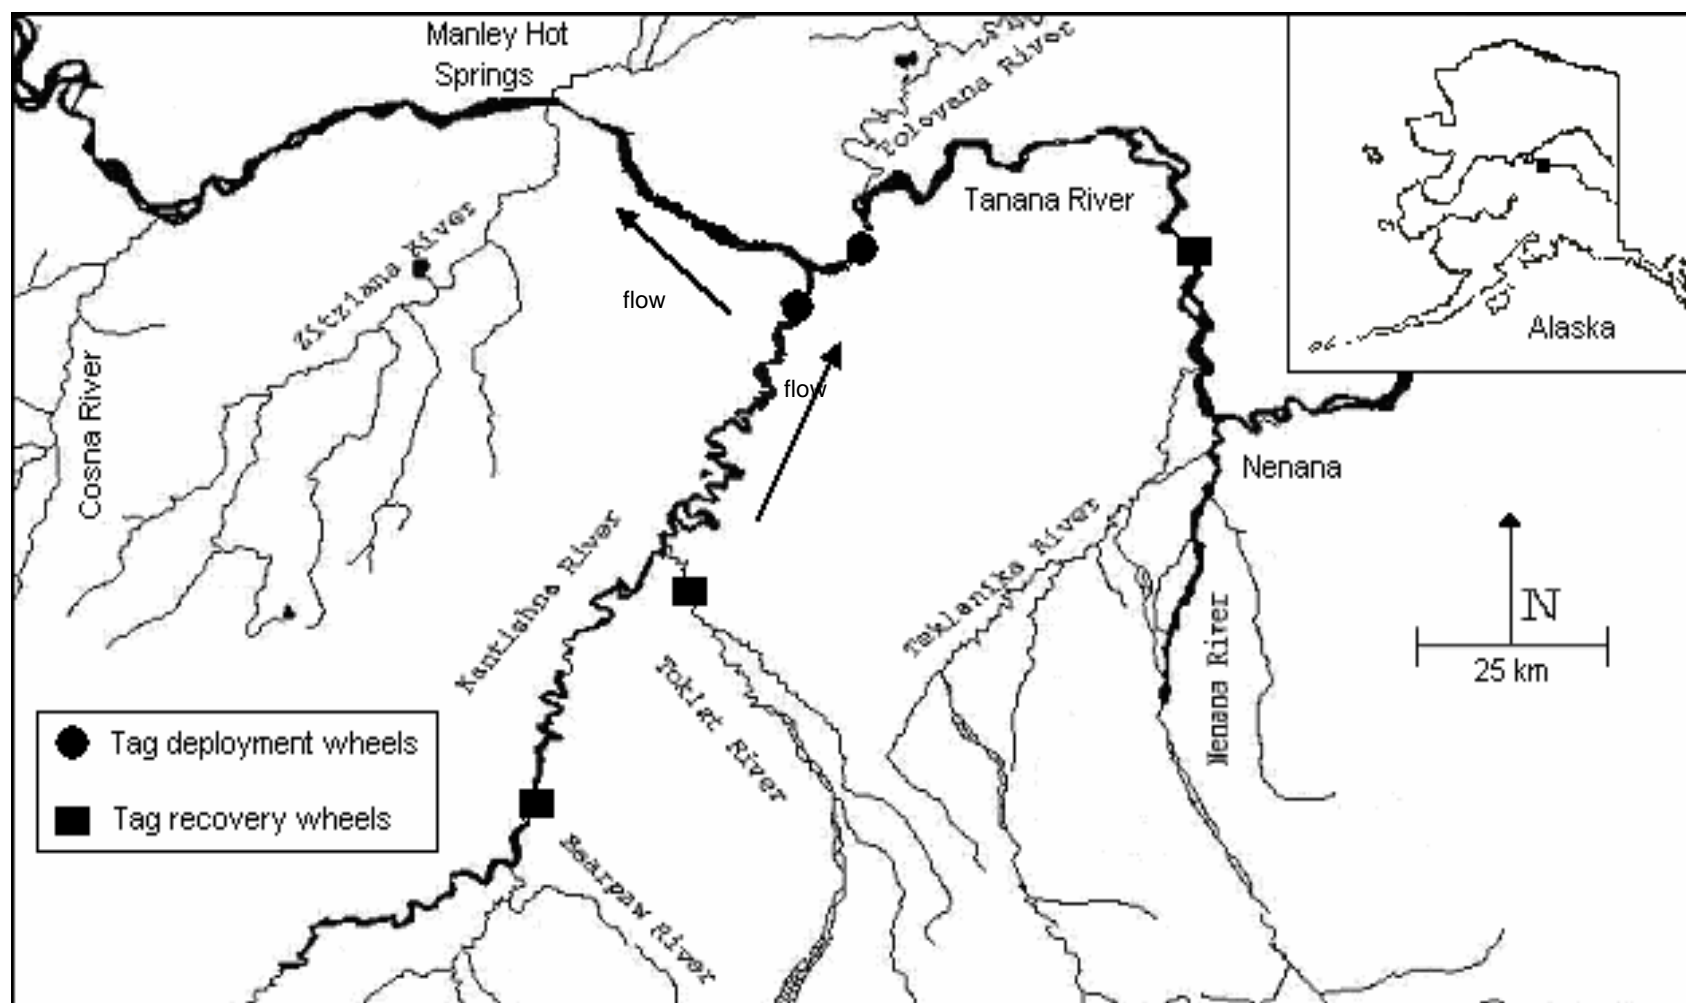 Manley Hot
Springs
Tolovana River
Tanana River
Zitziana River
flow
Alaska
flow
Cosna River
Nenana
Kantishna River
Teklanika River
N
25 km
Nenana River
Toklat River
Tag deployment wheels
Tag recovery wheels
Bearpaw River